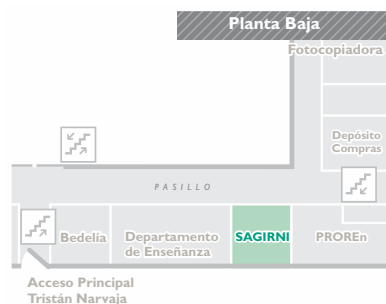 Planta Baja
Fotocopiadora
Depósito
Compras
PASILLO
Bedelía
Departamento
de Enseñanza
SAGIRNI
PROREn
Acceso Principal
Tristán Narvaja